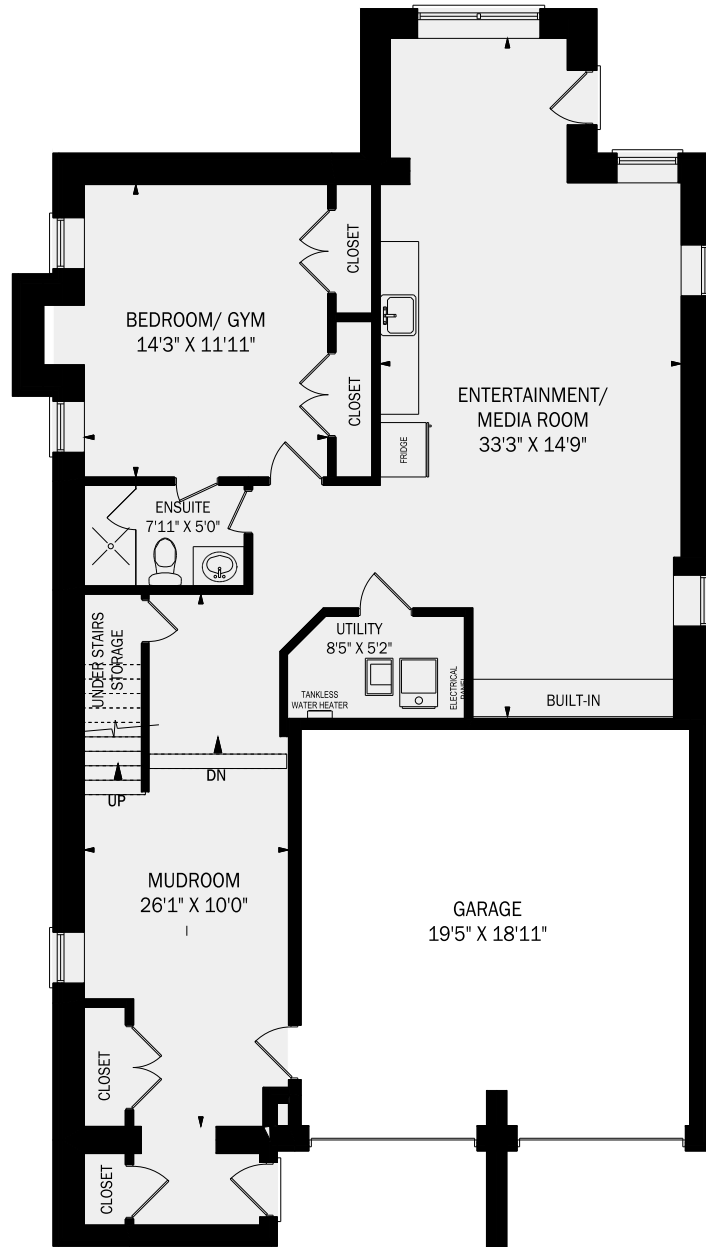 CLOSET
BEDROOM/ GYM
14'3" X 11'11"
CLOSET
ENTERTAINMENT/
MEDIA ROOM
33'3" X 14'9"
FRIDGE
ENSUITE
7'11" X 5'0"
UNDER STAIRS
STORAGE
UTILITY
8'5" X 5'2"
TANKLESS
WATER HEATER
ELECTRICAL
PANEL
BUILT-IN
DN
UP
MUDROOM
26'1" X 10'0"
GARAGE
19'5" X 18'11"
CLOSET
CLOSET